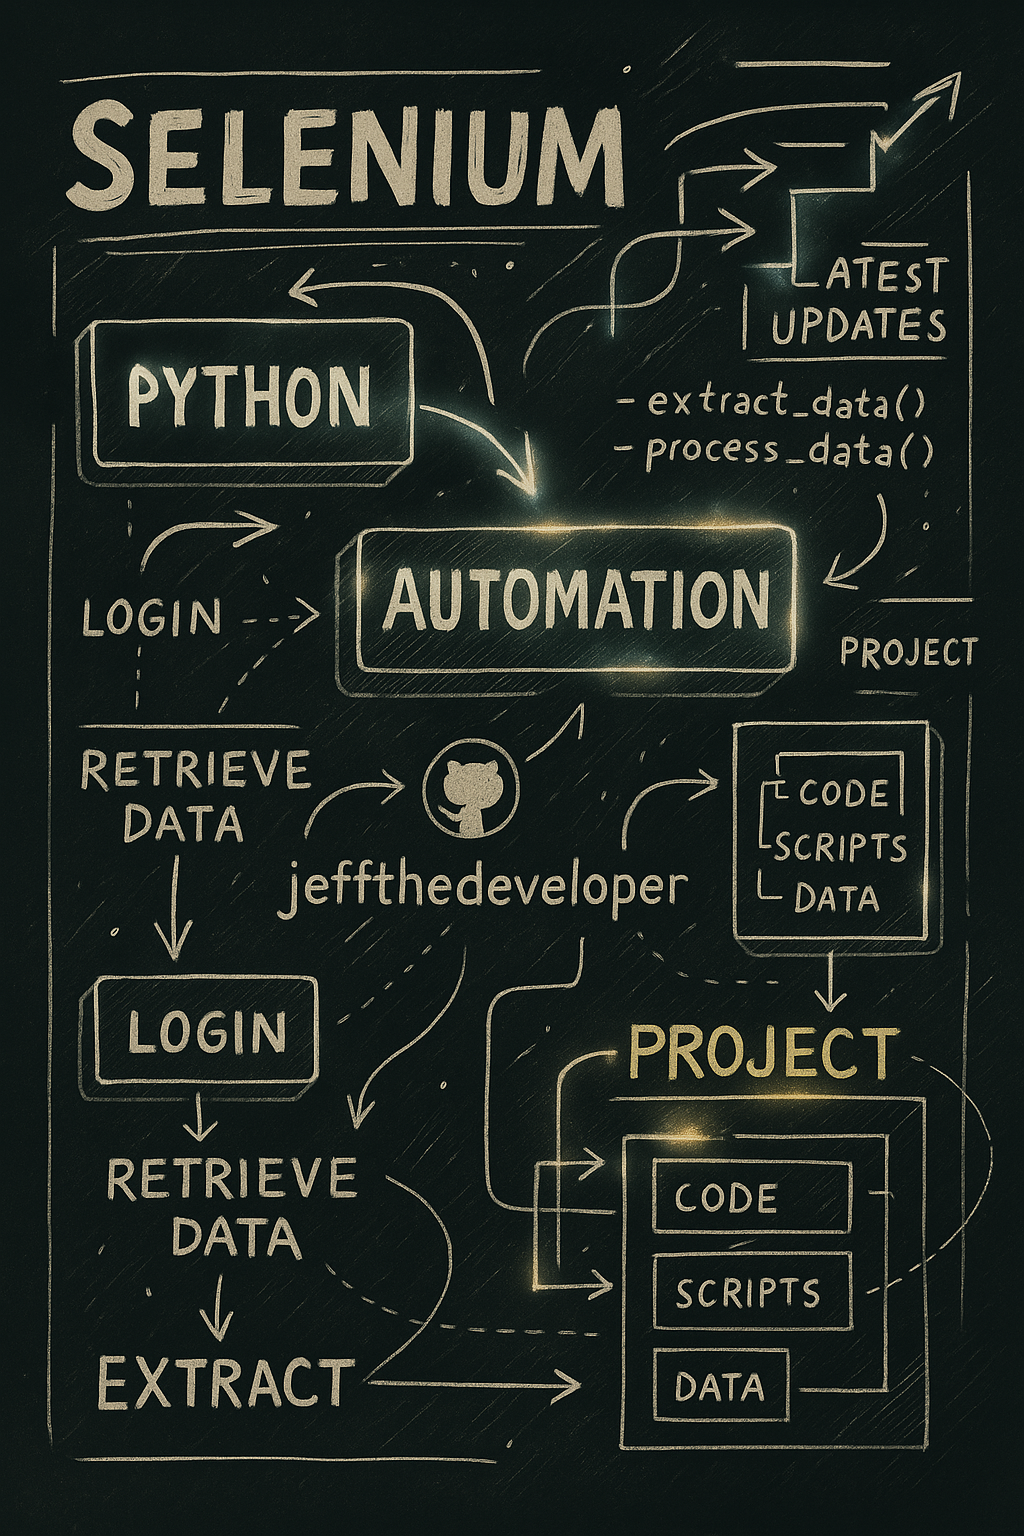 SELENIUM
LATEST
UPDATES
PYTHON
- extract_data()
- process_data()
AUTOMATION
LOGIN
PROJECT
RETRIEVE
DATA
CODE
SCRIPTS
DATA
jeffthedeveloper
LOGIN
PROJECT
RETRIEVE
DATA
CODE
SCRIPTS
EXTRACT
DATA